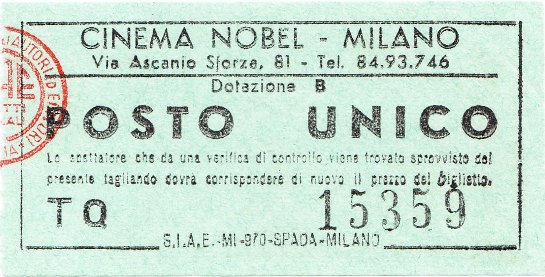 CINEMA NOBEL - MILANO
Via Ascanio Sforza, 81 - Tel. 84.93.746
Dotazione B
POSTO UNICO
Lo spettatore che da una verifica di controllo viene trovato sprovvisto del
presente tagliando dovrà corrispondere di nuovo il prezzo del biglietto.
TQ 15359
S.I.A.E.-MI-970-SPADA-MILANO